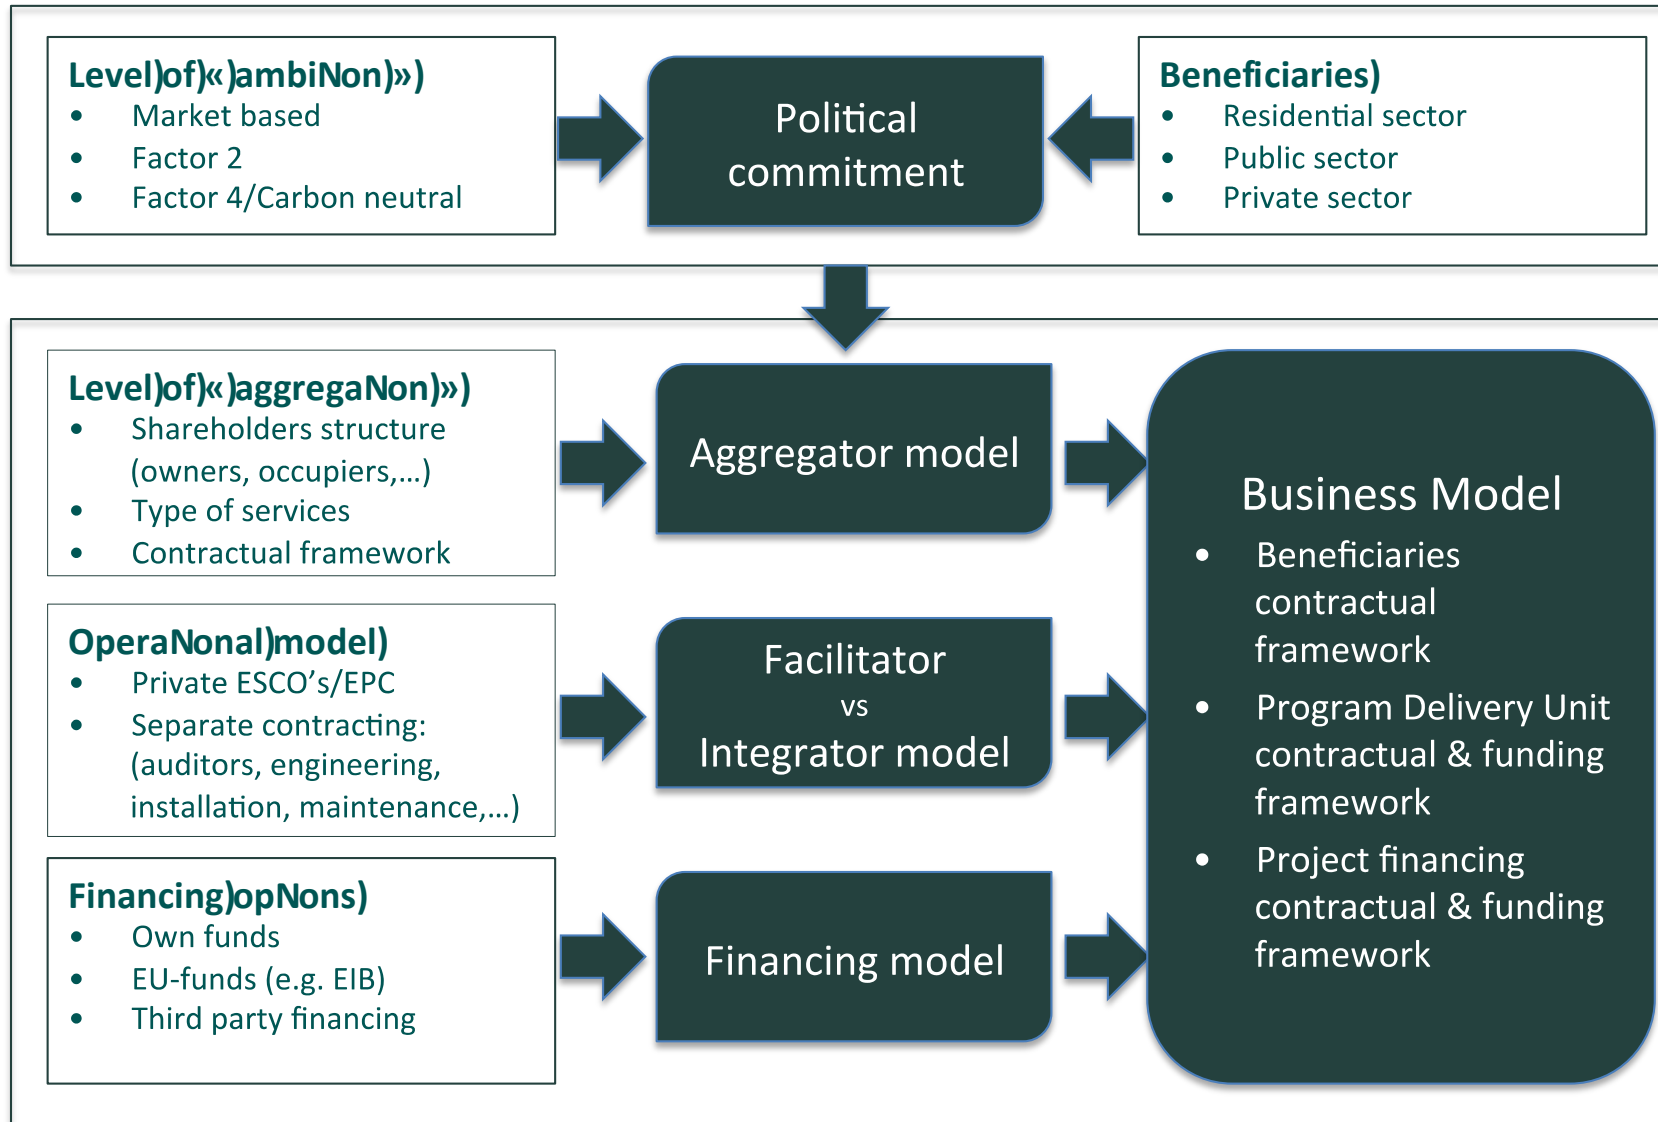 Level)of)«)ambiNon)»)
• Market based
• Factor 2
• Factor 4/Carbon neutral
Political
commitment
Beneficiaries)
• Residential sector
• Public sector
• Private sector
Level)of)«)aggregaNon)»)
• Shareholders structure
(owners, occupiers,...)
• Type of services
• Contractual framework
Aggregator model
OperaNonal)model)
• Private ESCO's/EPC
• Separate contracting:
(auditors, engineering,
installation, maintenance,...)
Facilitator
vs
Integrator model
Financing)opNons)
• Own funds
• EU-funds (e.g. EIB)
• Third party financing
Financing model
Business Model
• Beneficiaries
contractual
framework
• Program Delivery Unit
contractual & funding
framework
• Project financing
contractual & funding
framework